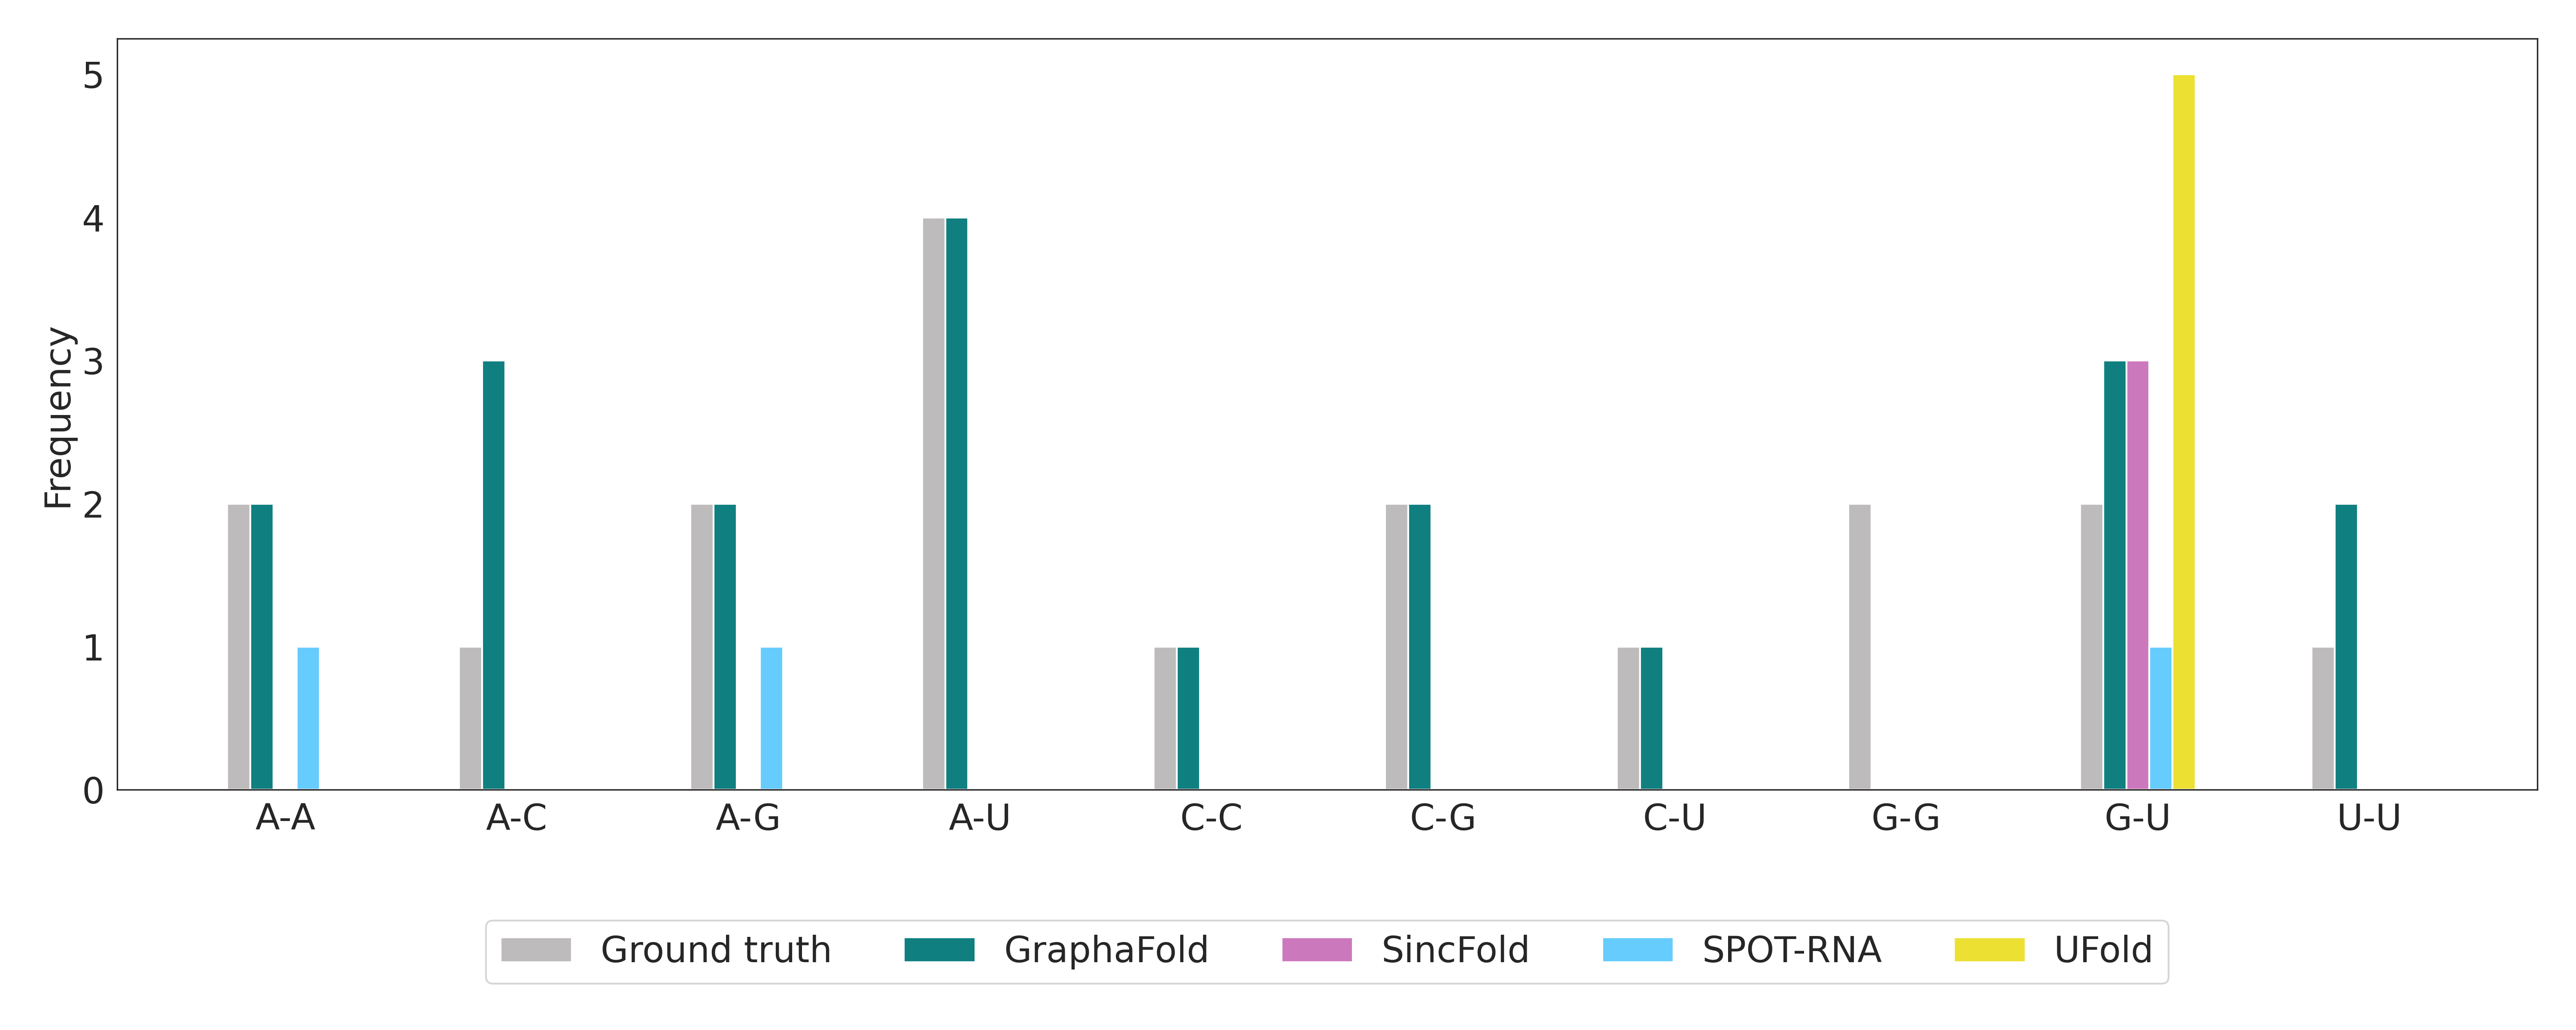 Frequency
5
4
3
2
1
0
A-A A-C A-G A-U C-C C-G C-U G-G G-U U-U
Ground truth GraphaFold SincFold SPOT-RNA UFold